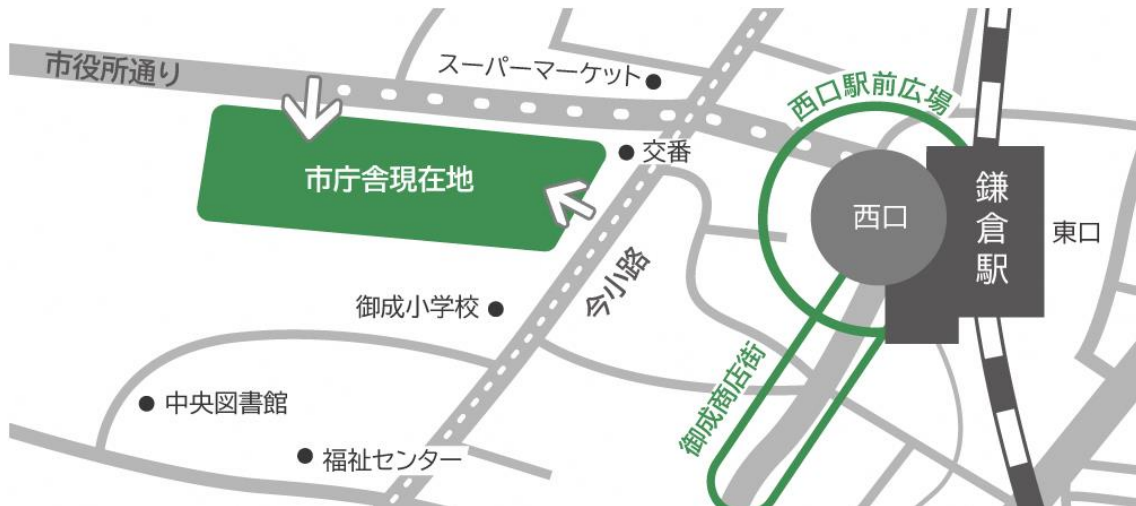 市役所通り
スーパーマーケット
西口駅前広場
交番
市庁舎現在地
西口
鎌倉駅
東口
今小路
御成小学校
御成商店街
中央図書館
福祉センター